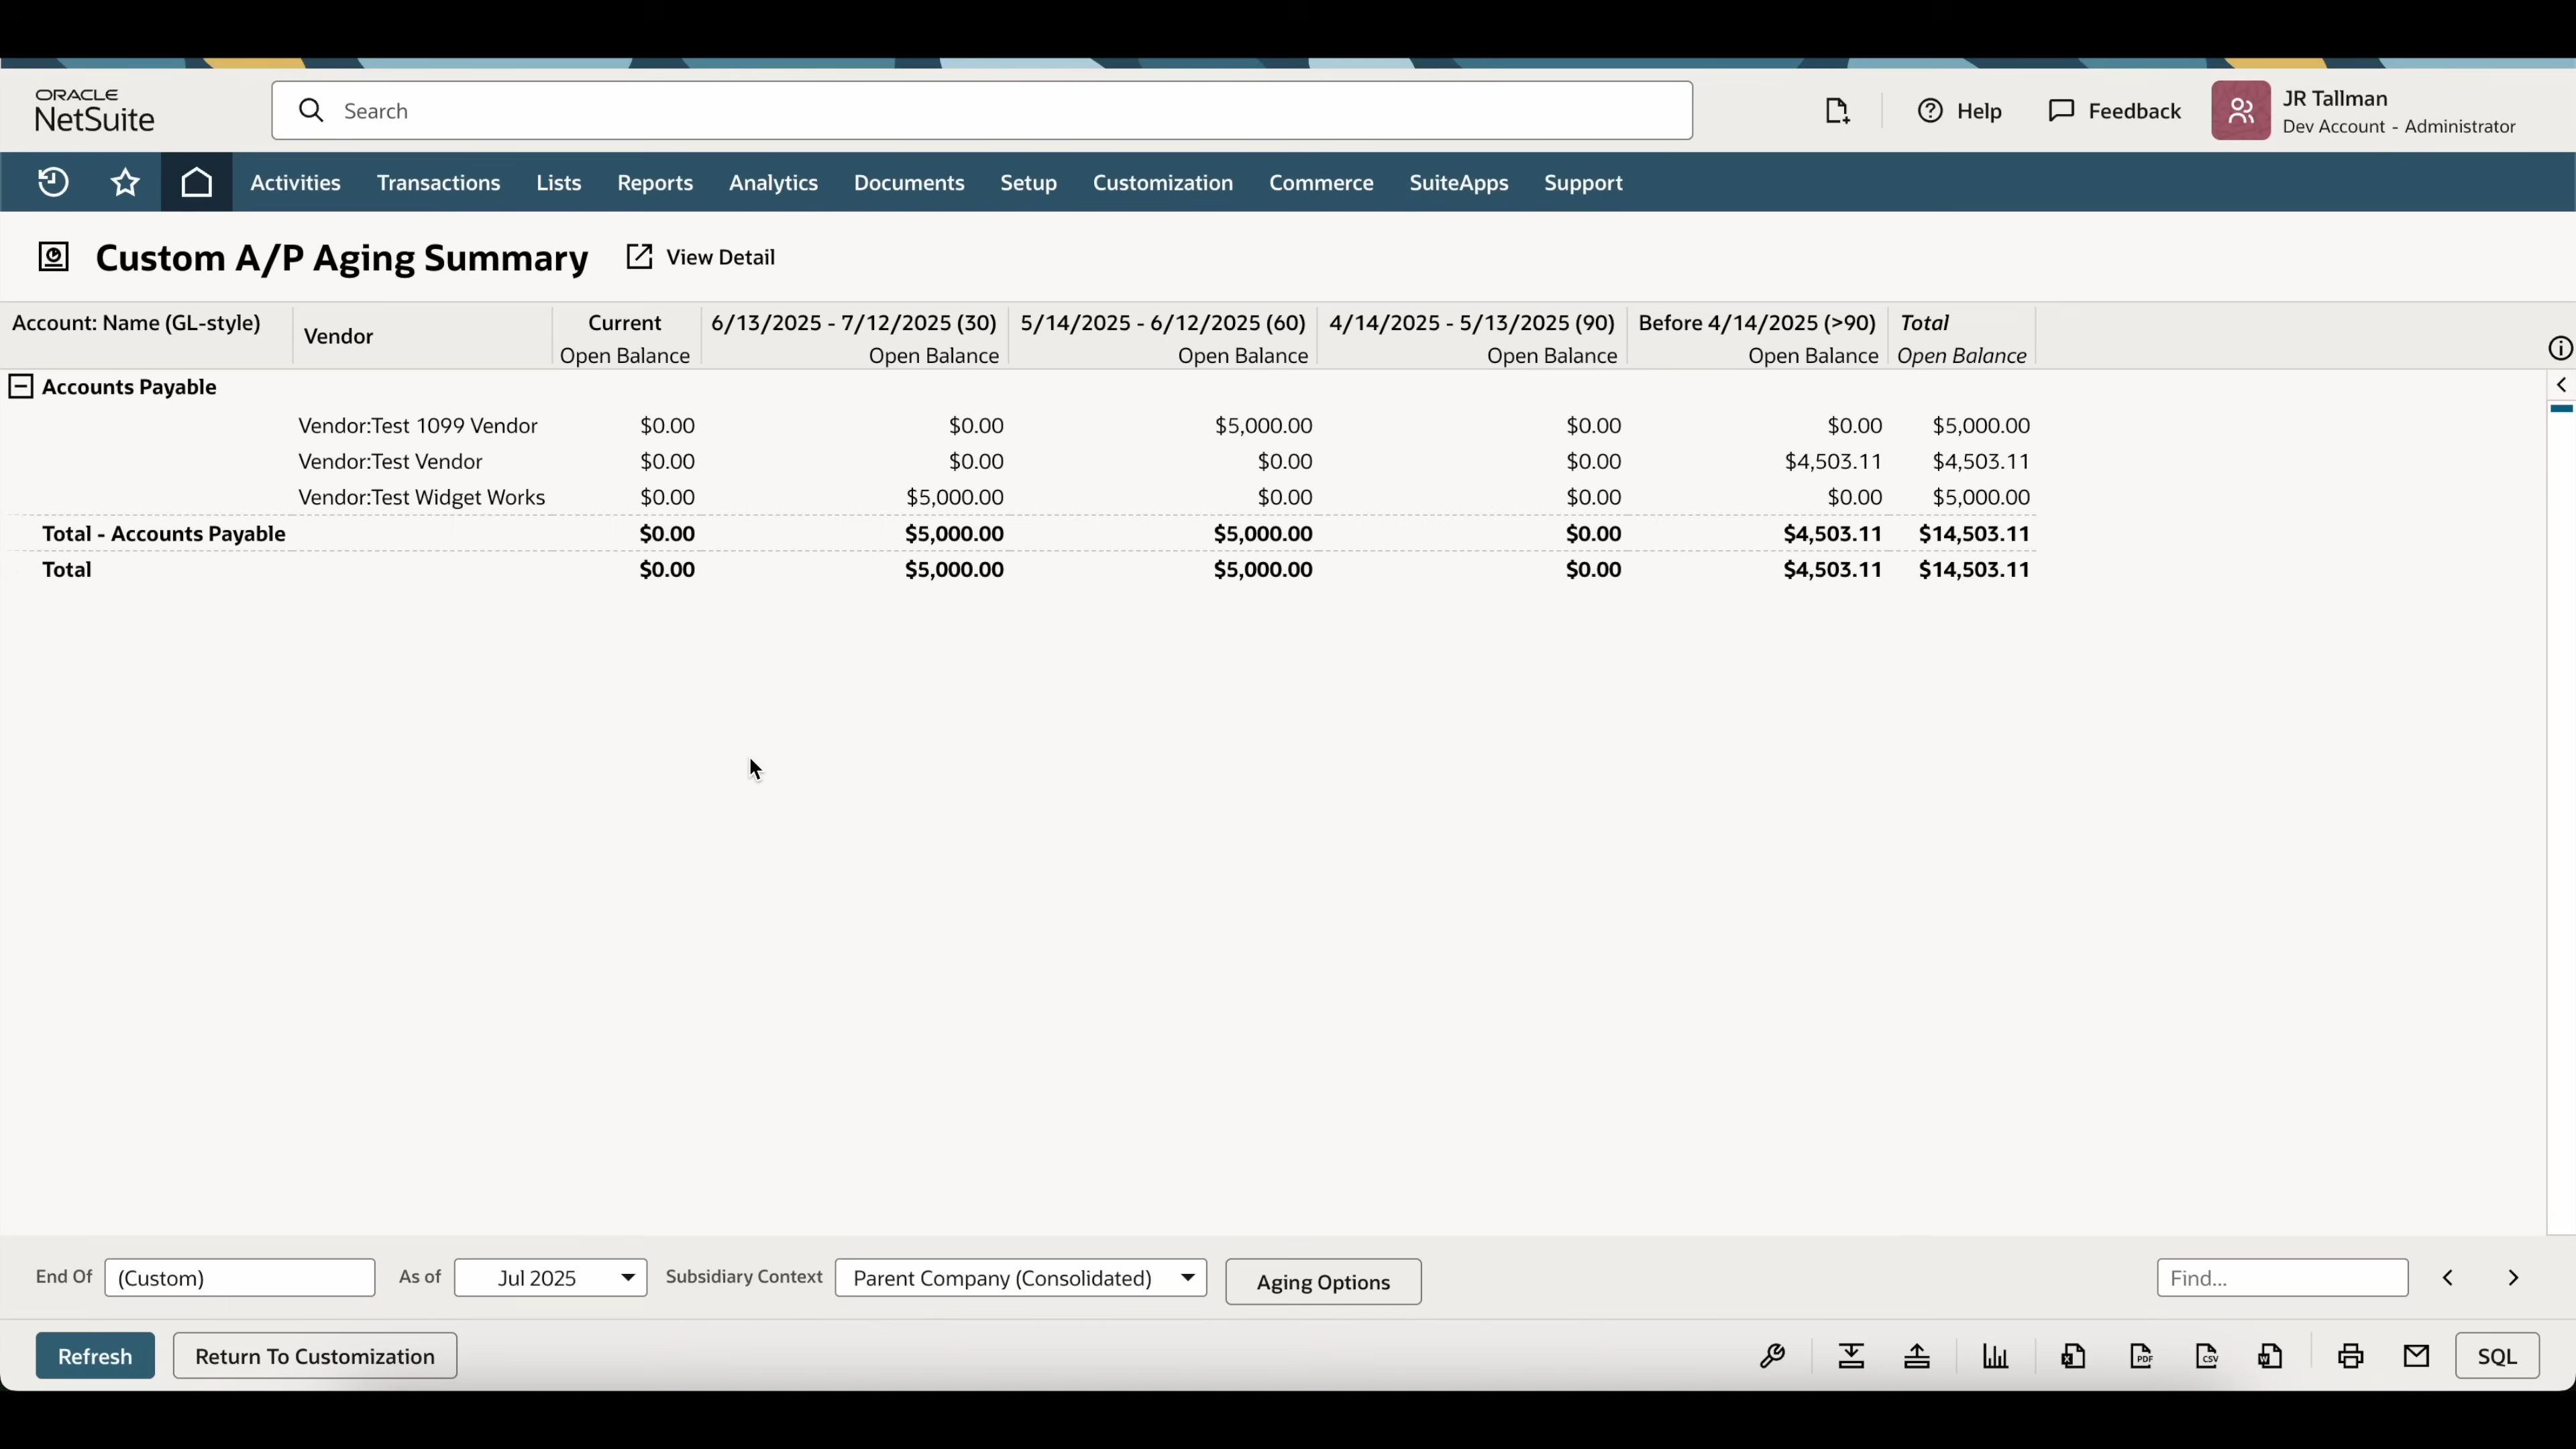 ORACLE
NetSuite
Search
Help
Feedback
JR Tallman
Dev Account - Administrator
Activities Transactions Lists Reports Analytics Documents Setup Customization Commerce SuiteApps Support
Custom A/P Aging Summary View Detail
Account: Name (GL-style) Vendor Current 6/13/2025 - 7/12/2025 (30) 5/14/2025 - 6/12/2025 (60) 4/14/2025 - 5/13/2025 (90) Before 4/14/2025 (>90) Total
Open Balance Open Balance Open Balance Open Balance Open Balance Open Balance
Accounts Payable
Vendor:Test 1099 Vendor $0.00 $0.00 $5,000.00 $0.00 $0.00 $5,000.00
Vendor:Test Vendor $0.00 $0.00 $0.00 $0.00 $4,503.11 $4,503.11
Vendor:Test Widget Works $0.00 $5,000.00 $0.00 $0.00 $0.00 $5,000.00
Total - Accounts Payable $0.00 $5,000.00 $5,000.00 $0.00 $4,503.11 $14,503.11
Total $0.00 $5,000.00 $5,000.00 $0.00 $4,503.11 $14,503.11
End Of (Custom) As of Jul 2025 Subsidiary Context Parent Company (Consolidated) Aging Options Find...
Refresh Return To Customization PDF CSV SQL